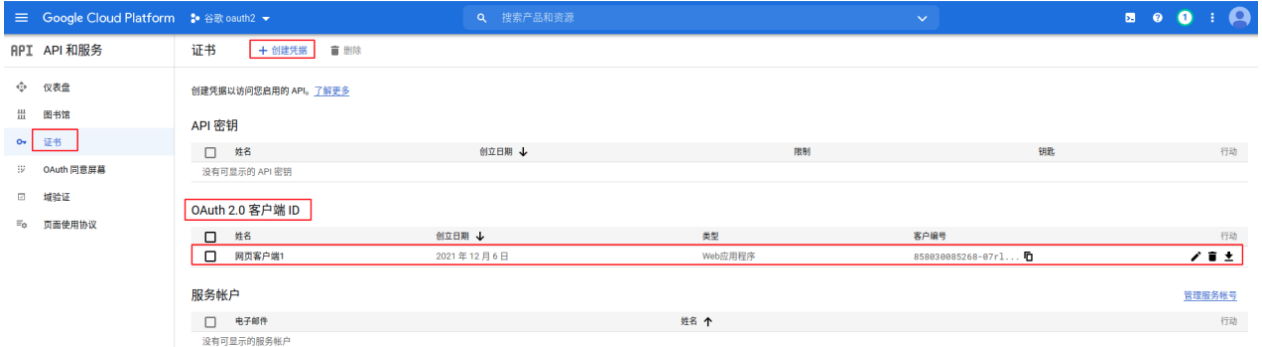 Google Cloud Platform 谷歌 oauth2 搜索产品和资源 1
API API 和服务 证书 + 创建凭据 删除
仪表盘 创建凭据以访问您启用的 API。了解更多
图书馆
API 密钥
证书
姓名 创立日期 限制 钥匙 行动
OAuth 同意屏幕 没有可显示的 API 密钥
域验证
OAuth 2.0 客户端 ID
页面使用协议
姓名 创立日期 类型 客户编号 行动
网页客户端1 2021 年 12 月 6 日 Web应用程序 858030085268-07rl...
服务帐户 管理服务帐号
电子邮件 姓名 行动
没有可显示的服务帐户